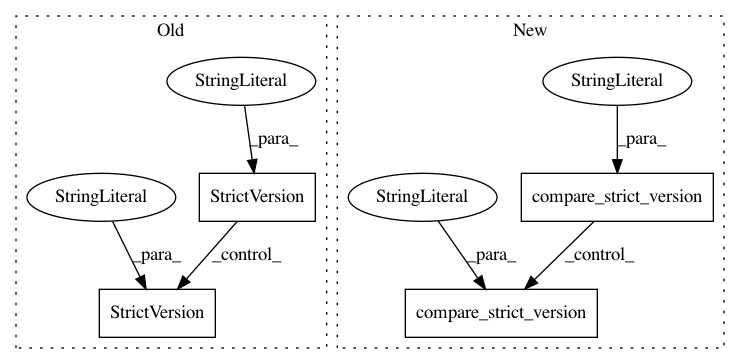 Old
StringLiteral
_para_
StringLiteral
StrictVersion
_para_
_control_
StrictVersion
New
StringLiteral
_para_
StringLiteral
compare_strict_version
_para_
_control_
compare_strict_version